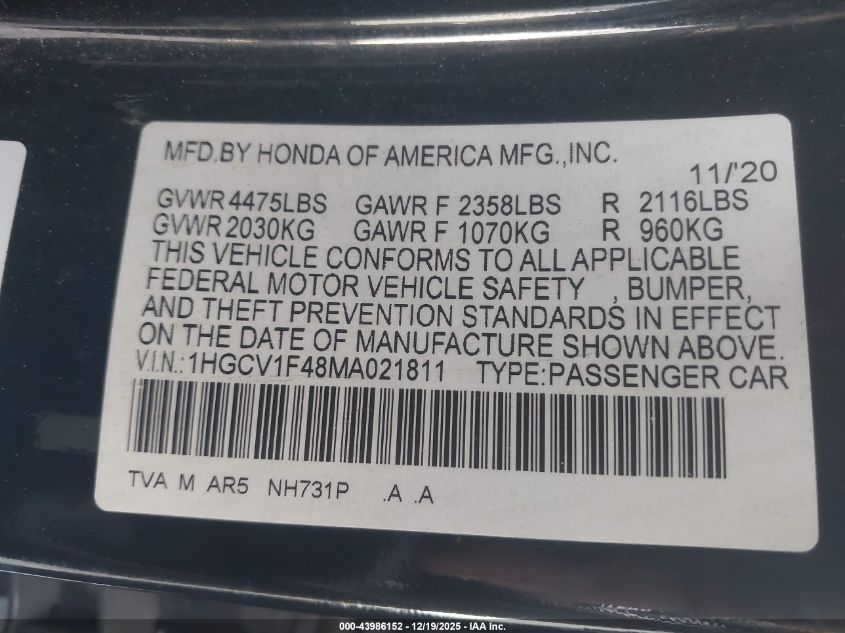 MFD.BY HONDA OF AMERICA MFG.,INC.
11/'20
GVWR 4475LBS GAWR F 2358LBS R 2116LBS
GVWR 2030KG GAWR F 1070KG R 960KG
THIS VEHICLE CONFORMS TO ALL APPLICABLE
FEDERAL MOTOR VEHICLE SAFETY , BUMPER,
AND THEFT PREVENTION STANDARDS IN EFFECT
ON THE DATE OF MANUFACTURE SHOWN ABOVE.
V.I.N.:1HGCV1F48MA021811 TYPE:PASSENGER CAR
TVA M AR5 NH731P .A .A
000-43986152 - 12/19/2025 - IAA Inc.